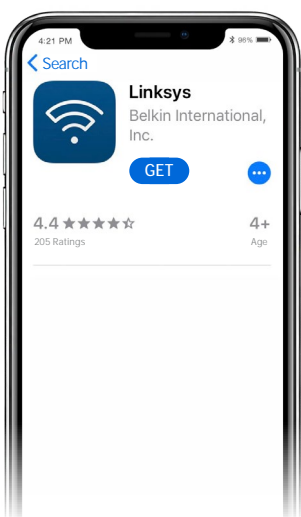 4:21 PM
96%
Search
Linksys
Belkin International,
Inc.
GET
4.4
4+
205 Ratings
Age